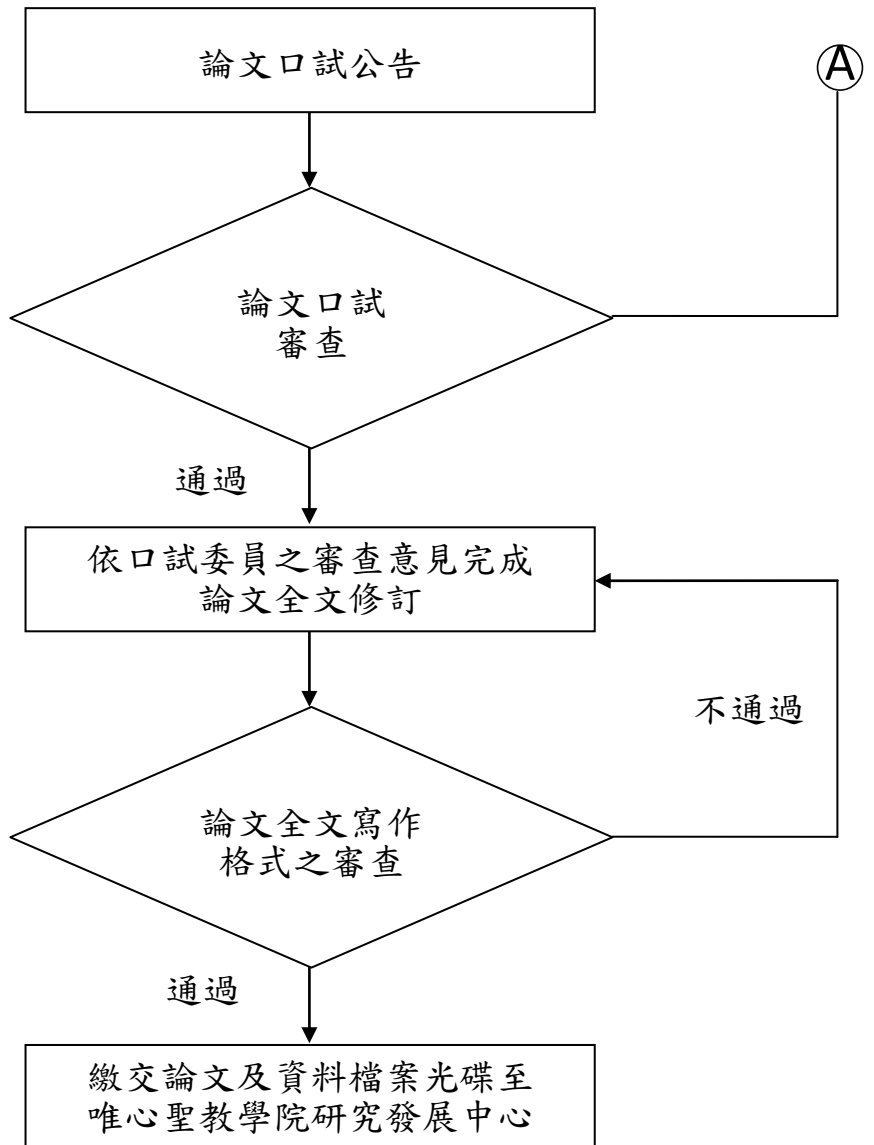 論文口試公告
A
論文口試
審查
通過
依口試委員之審查意見完成
論文全文修訂
不通過
論文全文寫作
格式之審查
通過
繳交論文及資料檔案光碟至
唯心聖教學院研究發展中心